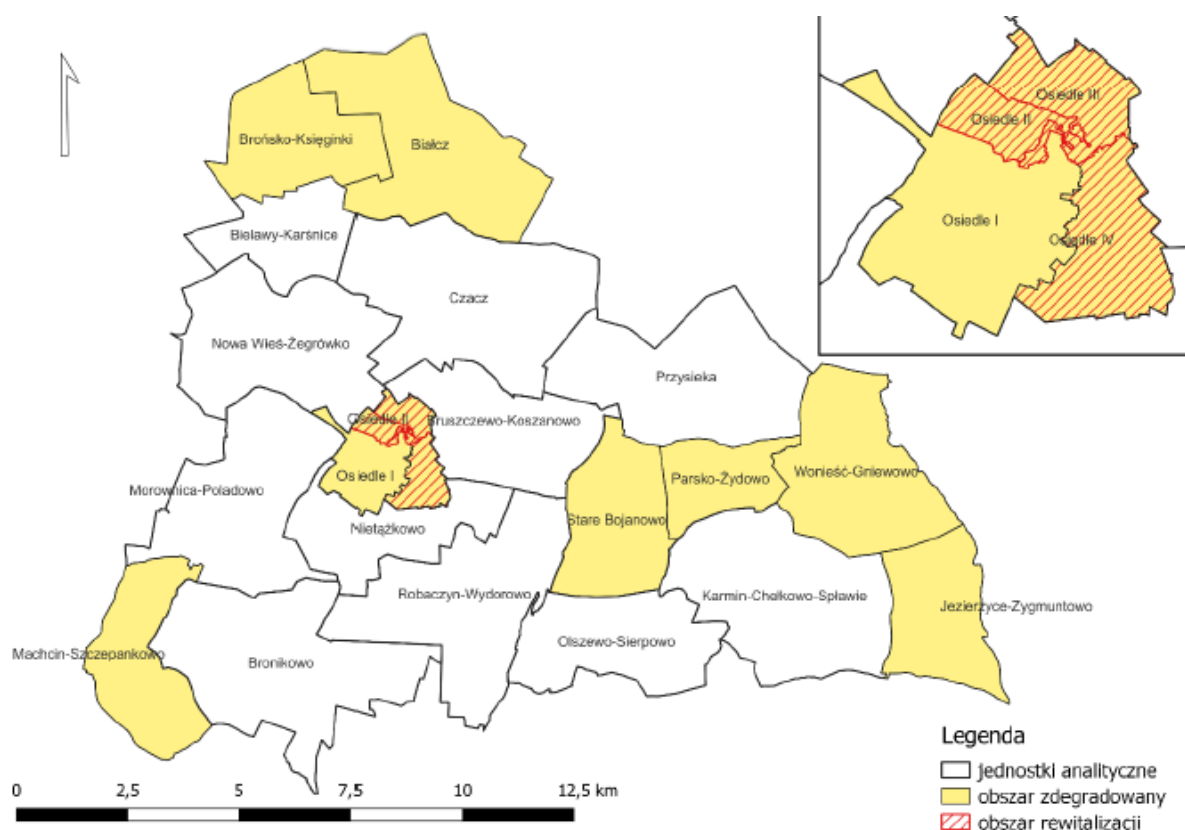 Osiedle III
Osiedle II
Osiedle I
Osiedle IV
Brońsko-Księginki
Białcz
Bielawy-Karśnice
Czacz
Nowa Wieś-Żegrówko
Przysieka
Osiedle II
Bruszczewo-Koszanowo
Osiedle I
Morownica-Poladowo
Parsko-Żydowo
Wonieść-Gniewowo
Nietążkowo
Stare Bojanowo
Robaczyn-Wydorowo
Karmin-Chełkowo-Spławie
Jezierzyce-Zygmuntowo
Machcin-Szczepankowo
Bronikowo
Olszewo-Sierpowo
Legenda
jednostki analityczne
obszar zdegradowany
obszar rewitalizacji
0 2,5 5 7,5 10 12,5 km